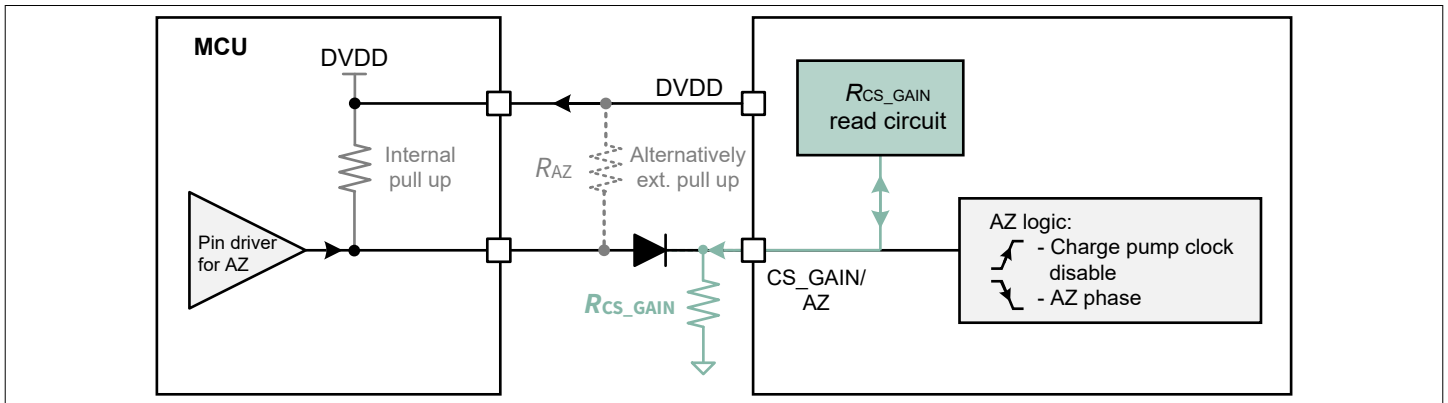 MCU
DVDD
Internal
pull up
Pin driver
for AZ
DVDD
RAZ
Alternatively
ext. pull up
RCS_GAIN
CS_GAIN/
AZ
RCS_GAIN
read circuit
AZ logic:
- Charge pump clock
disable
- AZ phase